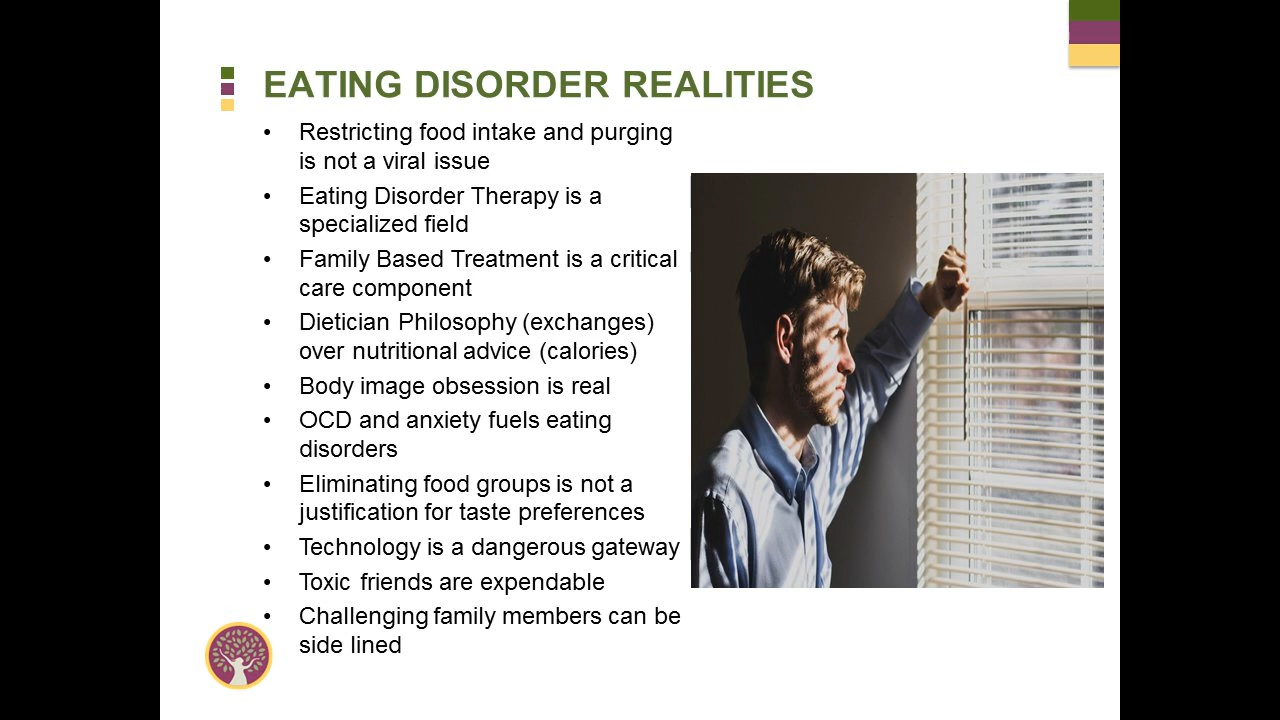 EATING DISORDER REALITIES
• Restricting food intake and purging
is not a viral issue
• Eating Disorder Therapy is a
specialized field
• Family Based Treatment is a critical
care component
• Dietician Philosophy (exchanges)
over nutritional advice (calories)
• Body image obsession is real
• OCD and anxiety fuels eating
disorders
• Eliminating food groups is not a
justification for taste preferences
• Technology is a dangerous gateway
• Toxic friends are expendable
• Challenging family members can be
side lined